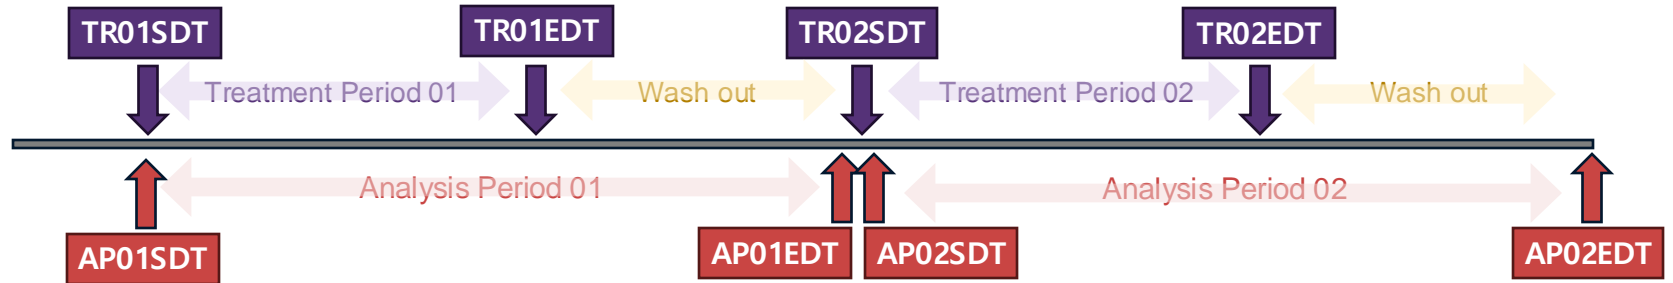 TR01SDT
TR01EDT
TR02SDT
TR02EDT
Treatment Period 01
Wash out
Treatment Period 02
Wash out
Analysis Period 01
Analysis Period 02
AP01SDT
AP01EDT
AP02SDT
AP02EDT